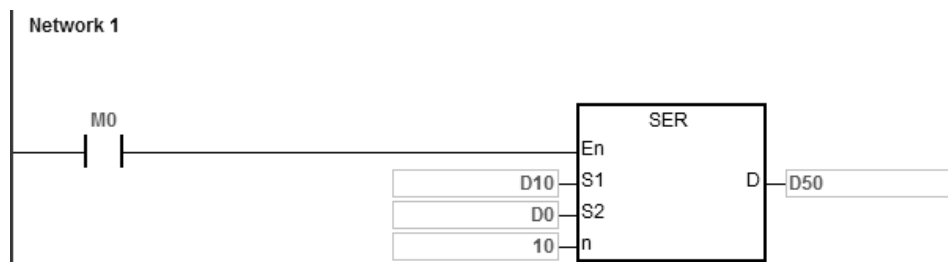 Network 1
M0
SER
En
D10 S1 D D50
D0 S2
10 n